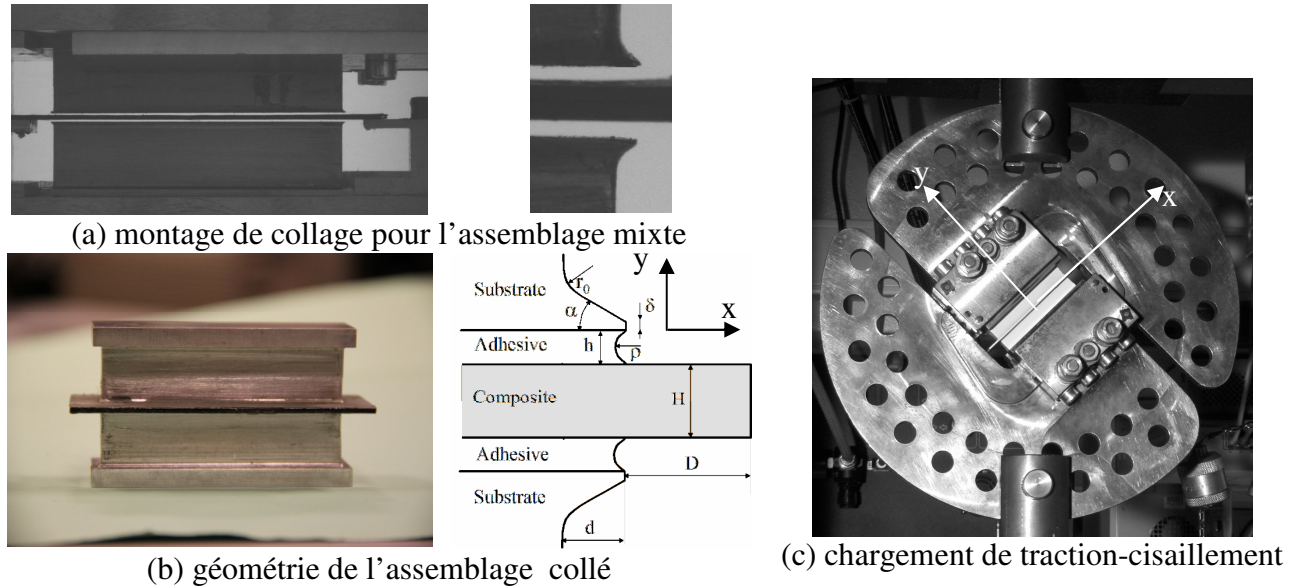 (a) montage de collage pour l'assemblage mixte
Substrate
r₀
α
y
δ
x
Adhesive
h
ρ
Composite
H
Adhesive
D
Substrate
d
(b) géométrie de l'assemblage collé
y
x
(c) chargement de traction-cisaillement